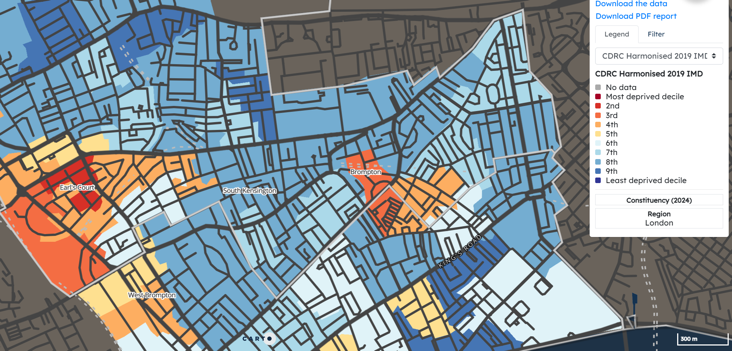 Download the data
Download PDF report
Legend
Filter
CDRC Harmonised 2019 IMD
CDRC Harmonised 2019 IMD
No data
Most deprived decile
2nd
3rd
4th
5th
6th
7th
8th
9th
Least deprived decile
Constituency (2024)
Region
London
Earl's Court
South Kensington
Brompton
KING'S ROAD
West Brompton
CARTO
300 m